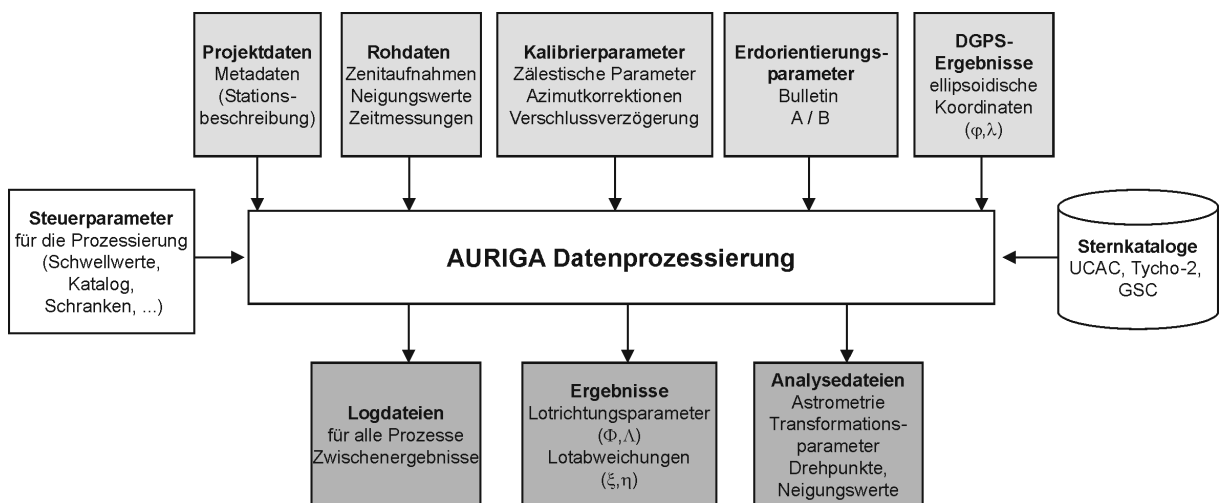 Projektdaten
Metadaten
(Stations-
beschreibung)
Rohdaten
Zenitaufnahmen
Neigungswerte
Zeitmessungen
Kalibrierparameter
Zälestische Parameter
Azimutkorrektionen
Verschlussverzögerung
Erdorientierungs-
parameter
Bulletin
A / B
DGPS-
Ergebnisse
ellipsoidische
Koordinaten
(φ,λ)
Steuerparameter
für die Prozessierung
(Schwellwerte,
Katalog,
Schranken, ...)
AURIGA Datenprozessierung
Sternkataloge
UCAC, Tycho-2,
GSC
Logdateien
für alle Prozesse
Zwischenergebnisse
Ergebnisse
Lotrichtungsparameter
(Φ,Λ)
Lotabweichungen
(ξ,η)
Analysedateien
Astrometrie
Transformations-
parameter
Drehpunkte,
Neigungswerte